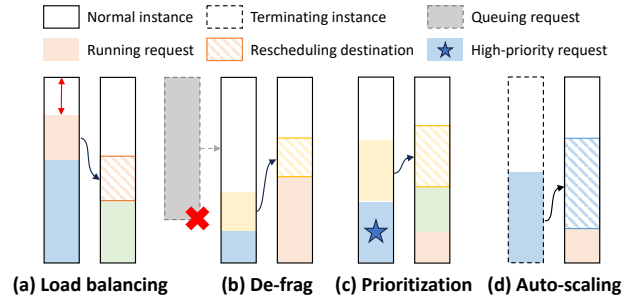 Normal instance
Terminating instance
Queuing request
Running request
Rescheduling destination
High-priority request
(a) Load balancing
(b) De-frag
(c) Prioritization
(d) Auto-scaling